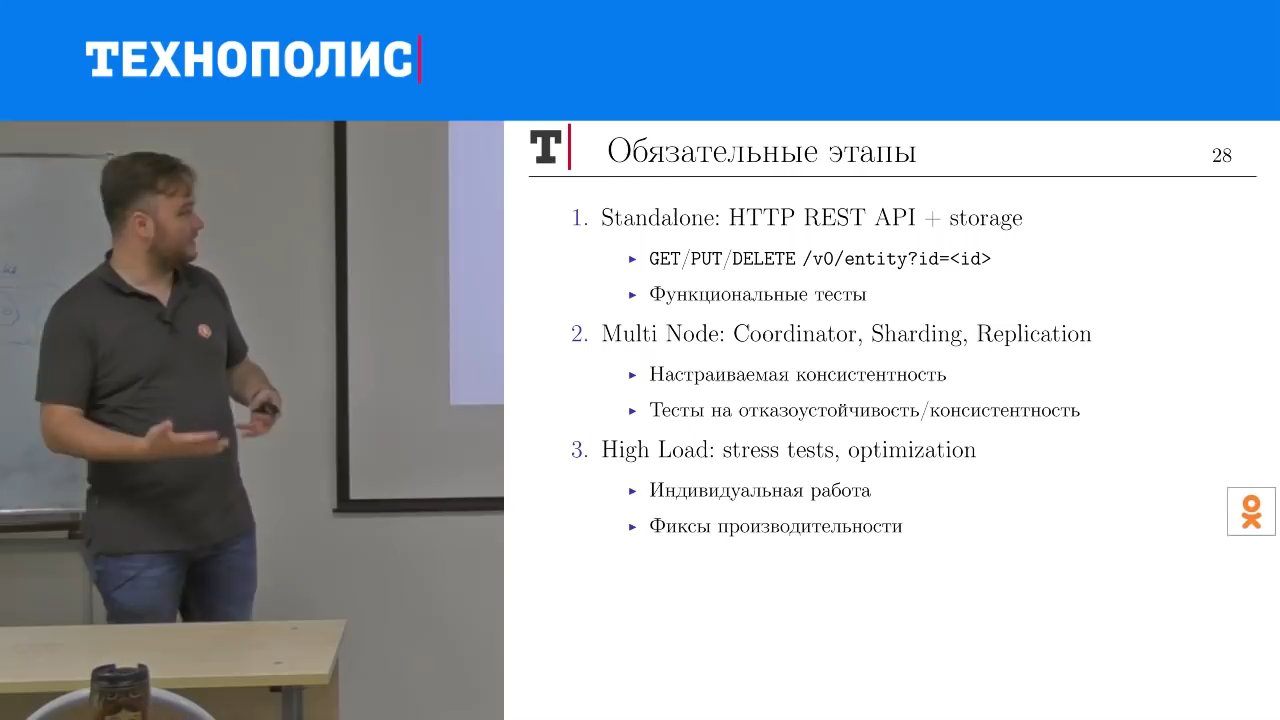 ТЕХНОПОЛИС
Т
Обязательные этапы
28
1. Standalone: HTTP REST API + storage
▸ GET/PUT/DELETE /v0/entity?id=<id>
▸ Функциональные тесты
2. Multi Node: Coordinator, Sharding, Replication
▸ Настраиваемая консистентность
▸ Тесты на отказоустойчивость/консистентность
3. High Load: stress tests, optimization
▸ Индивидуальная работа
▸ Фиксы производительности